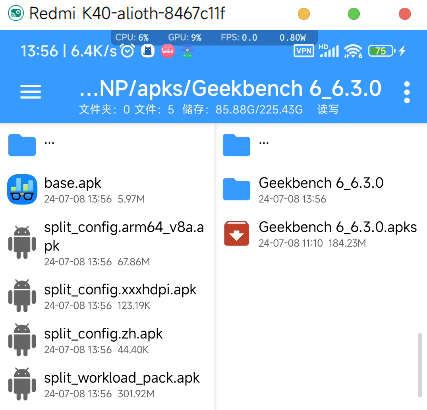 Redmi K40-alioth-8467c11f
CPU: 6% GPU: 9% FPS: 0.0 0.80W
13:56 | 6.4K/s
VPN HD 5G 75
...NP/apks/Geekbench 6_6.3.0
文件夹: 0 文件: 5 储存: 85.88G/225.43G 读写
...
base.apk
24-07-08 13:56 5.97M
split_config.arm64_v8a.a
pk
24-07-08 13:56 67.86M
split_config.xxxhdpi.apk
24-07-08 13:56 123.19K
split_config.zh.apk
24-07-08 13:56 44.40K
split_workload_pack.apk
24-07-08 13:56 301.92M
...
Geekbench 6_6.3.0
24-07-08 13:56
Geekbench 6_6.3.0.apks
24-07-08 11:10 184.23M